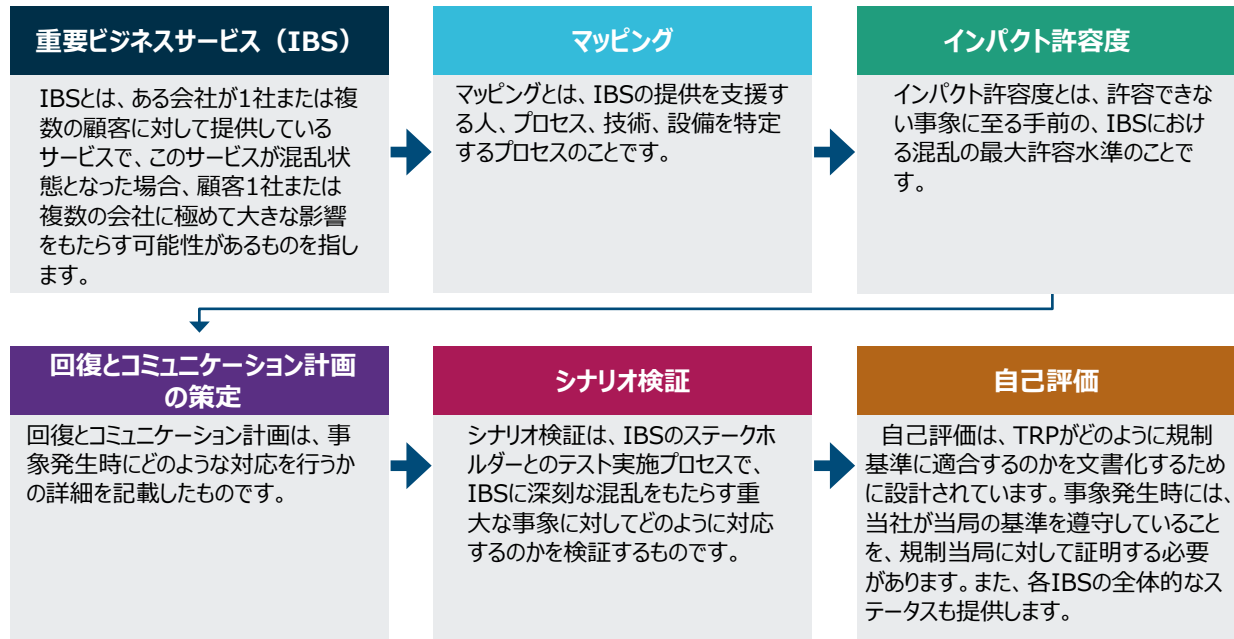 重要ビジネスサービス（IBS）
IBSとは、ある会社が1社または複
数の顧客に対して提供している
サービスで、このサービスが混乱状
態となった場合、顧客1社または
複数の会社に極めて大きな影響
をもたらす可能性があるものを指し
ます。
マッピング
マッピングとは、IBSの提供を支援す
る人、プロセス、技術、設備を特定
するプロセスのことです。
インパクト許容度
インパクト許容度とは、許容できな
い事象に至る手前の、IBSにおけ
る混乱の最大許容水準のことで
す。
回復とコミュニケーション計画
の策定
回復とコミュニケーション計画は、事
象発生時にどのような対応を行うか
の詳細を記載したものです。
シナリオ検証
シナリオ検証は、IBSのステークホ
ルダーとのテスト実施プロセスで、
IBSに深刻な混乱をもたらす重
大な事象に対してどのように対応
するのかを検証するものです。
自己評価
自己評価は、TRPがどのように規制
基準に適合するのかを文書化するため
に設計されています。事象発生時には、
当社が当局の基準を遵守していること
を、規制当局に対して証明する必要
があります。また、各IBSの全体的なス
テータスも提供します。